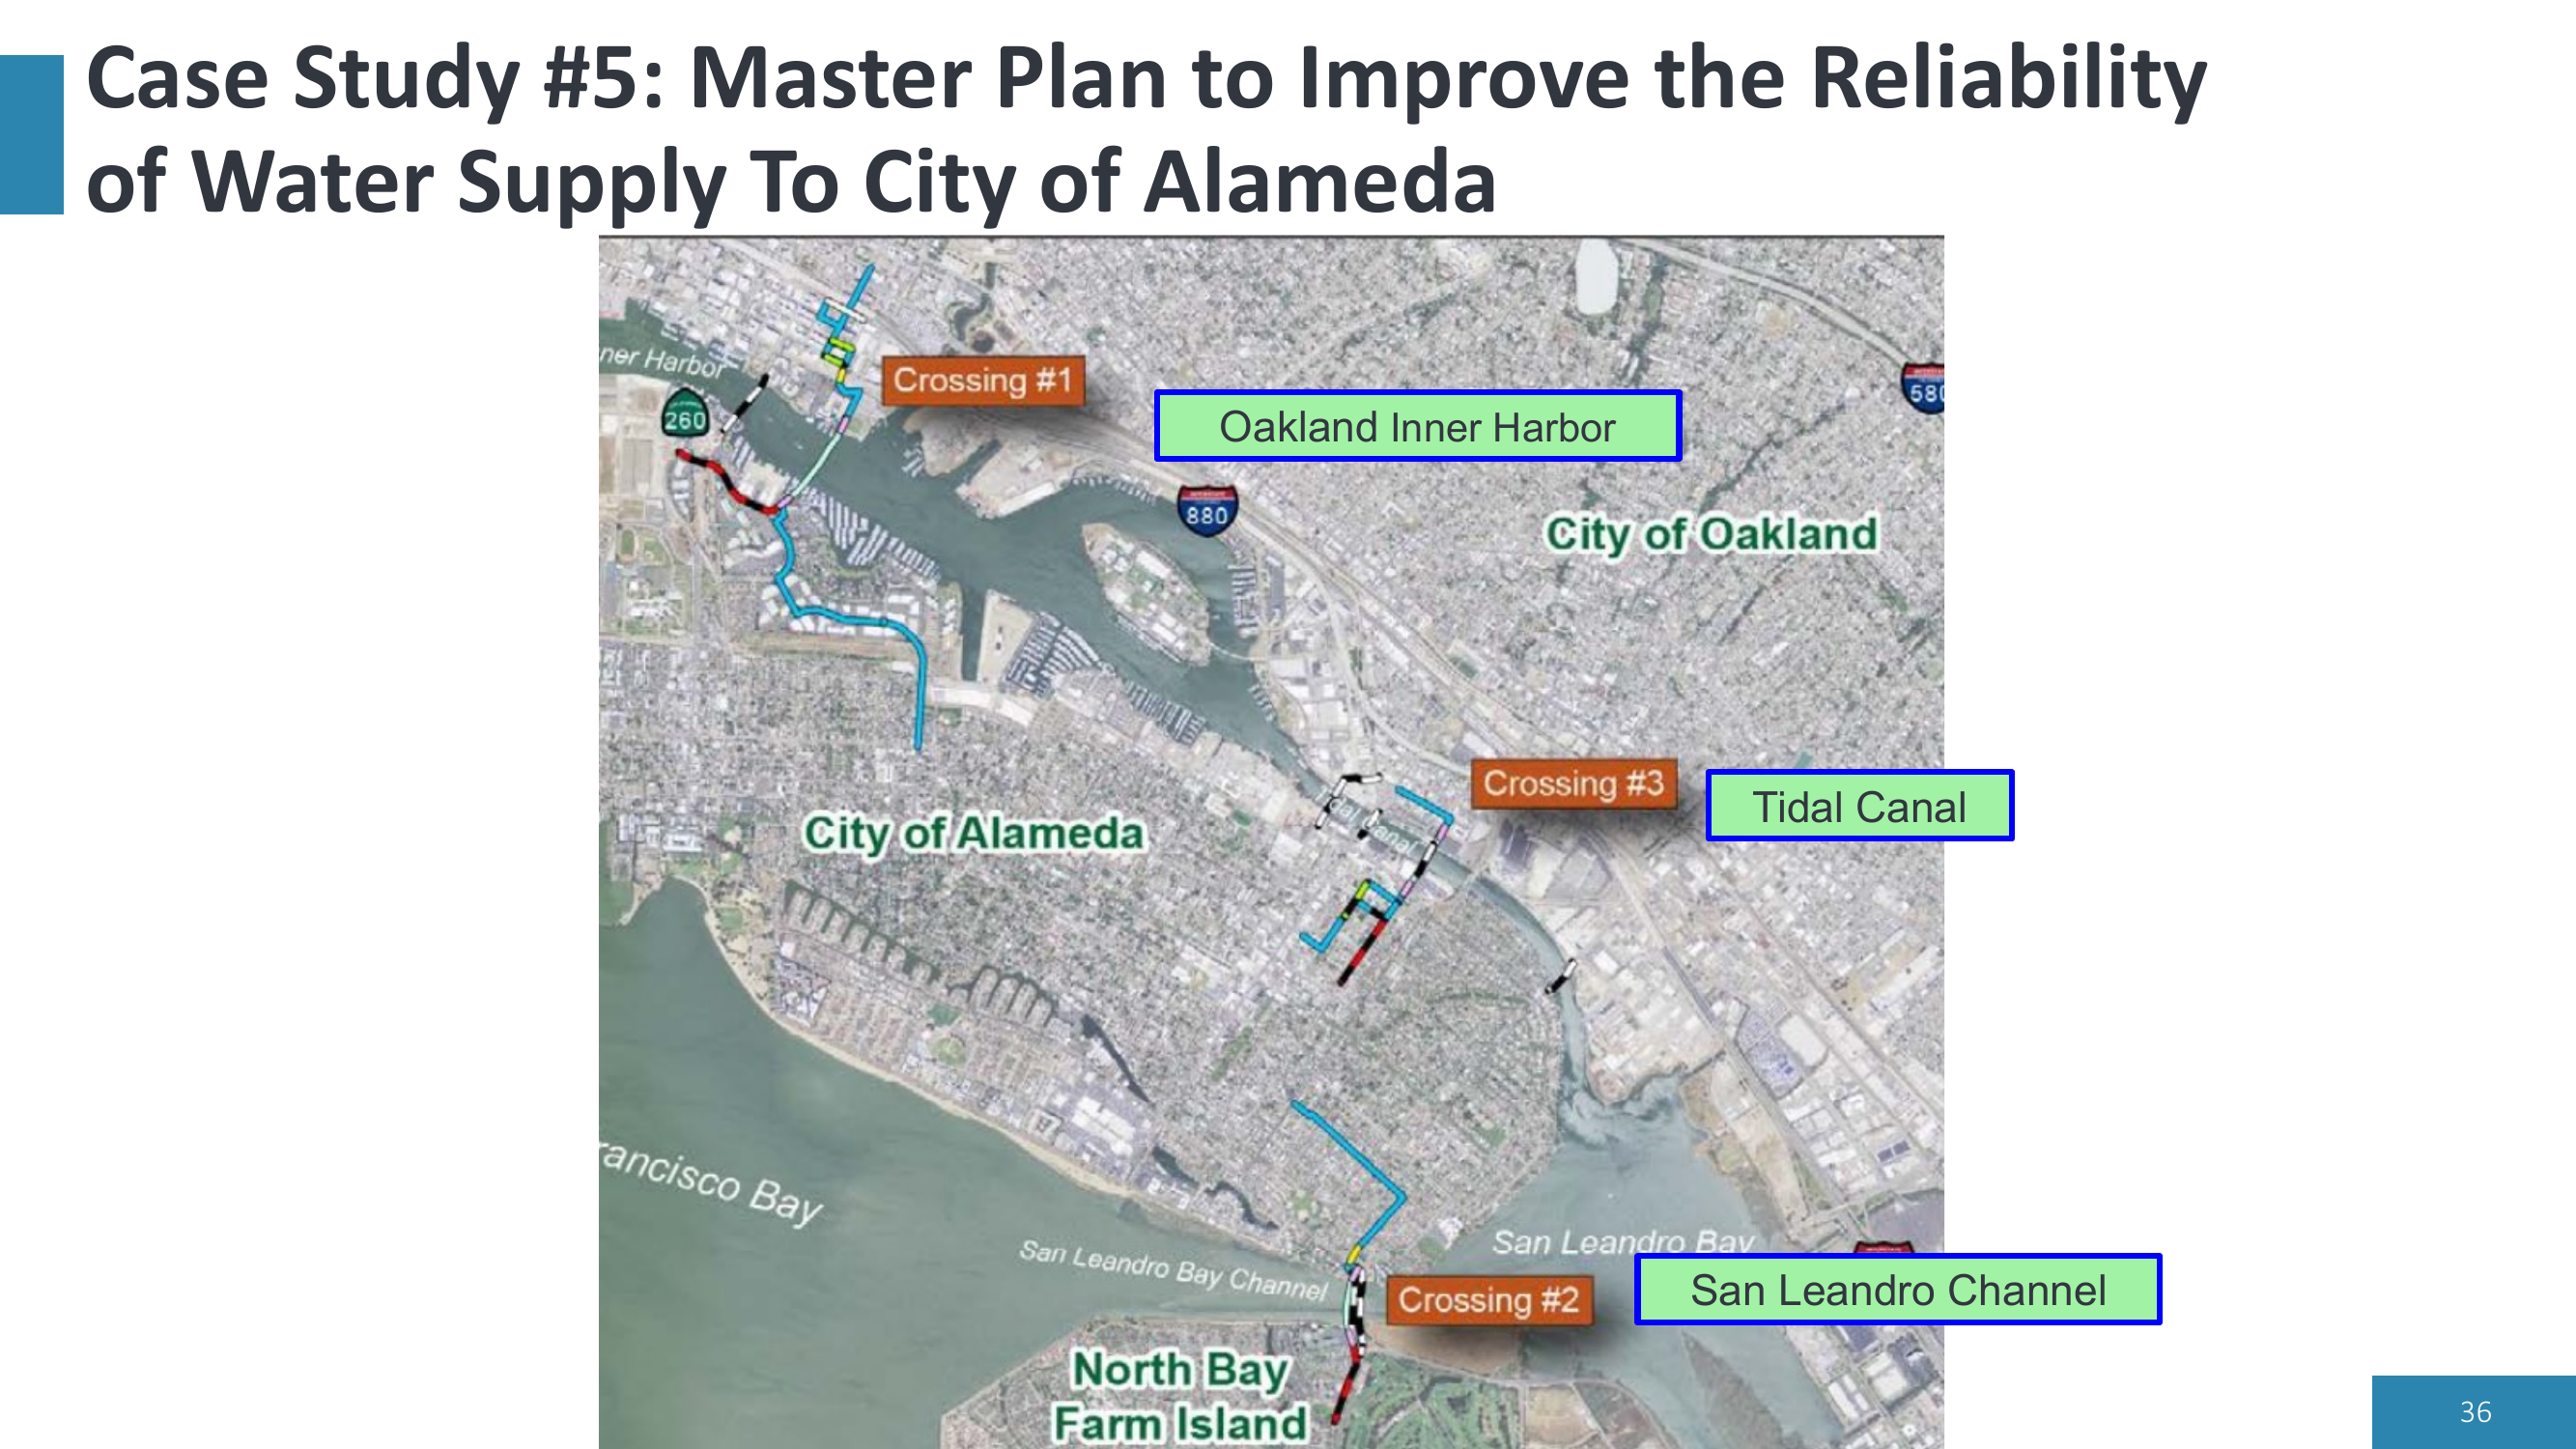 Case Study #5: Master Plan to Improve the Reliability
of Water Supply To City of Alameda
ner Harbor
260
Crossing #1
Oakland Inner Harbor
580
880
City of Oakland
Crossing #3
Tidal Canal
City of Alameda
Canal
rancisco Bay
San Leandro Bay Channel
San Leandro Bay
Crossing #2
San Leandro Channel
North Bay
Farm Island
36